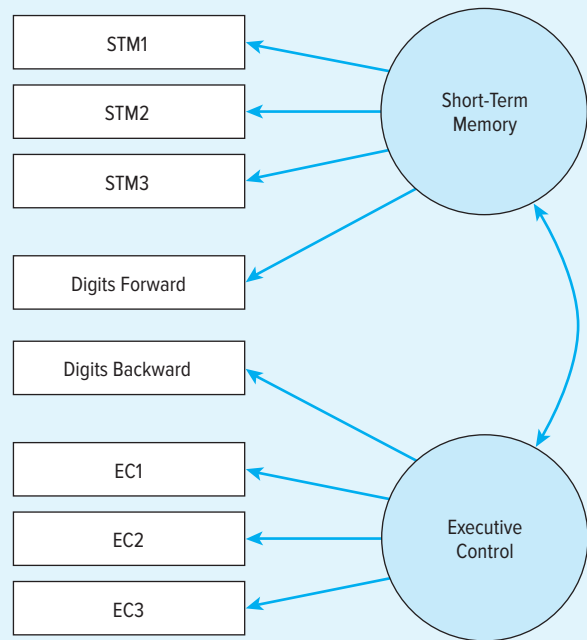 STM1
Short-Term
Memory
STM2
STM3
Digits Forward
Digits Backward
EC1
EC2
Executive
Control
EC3